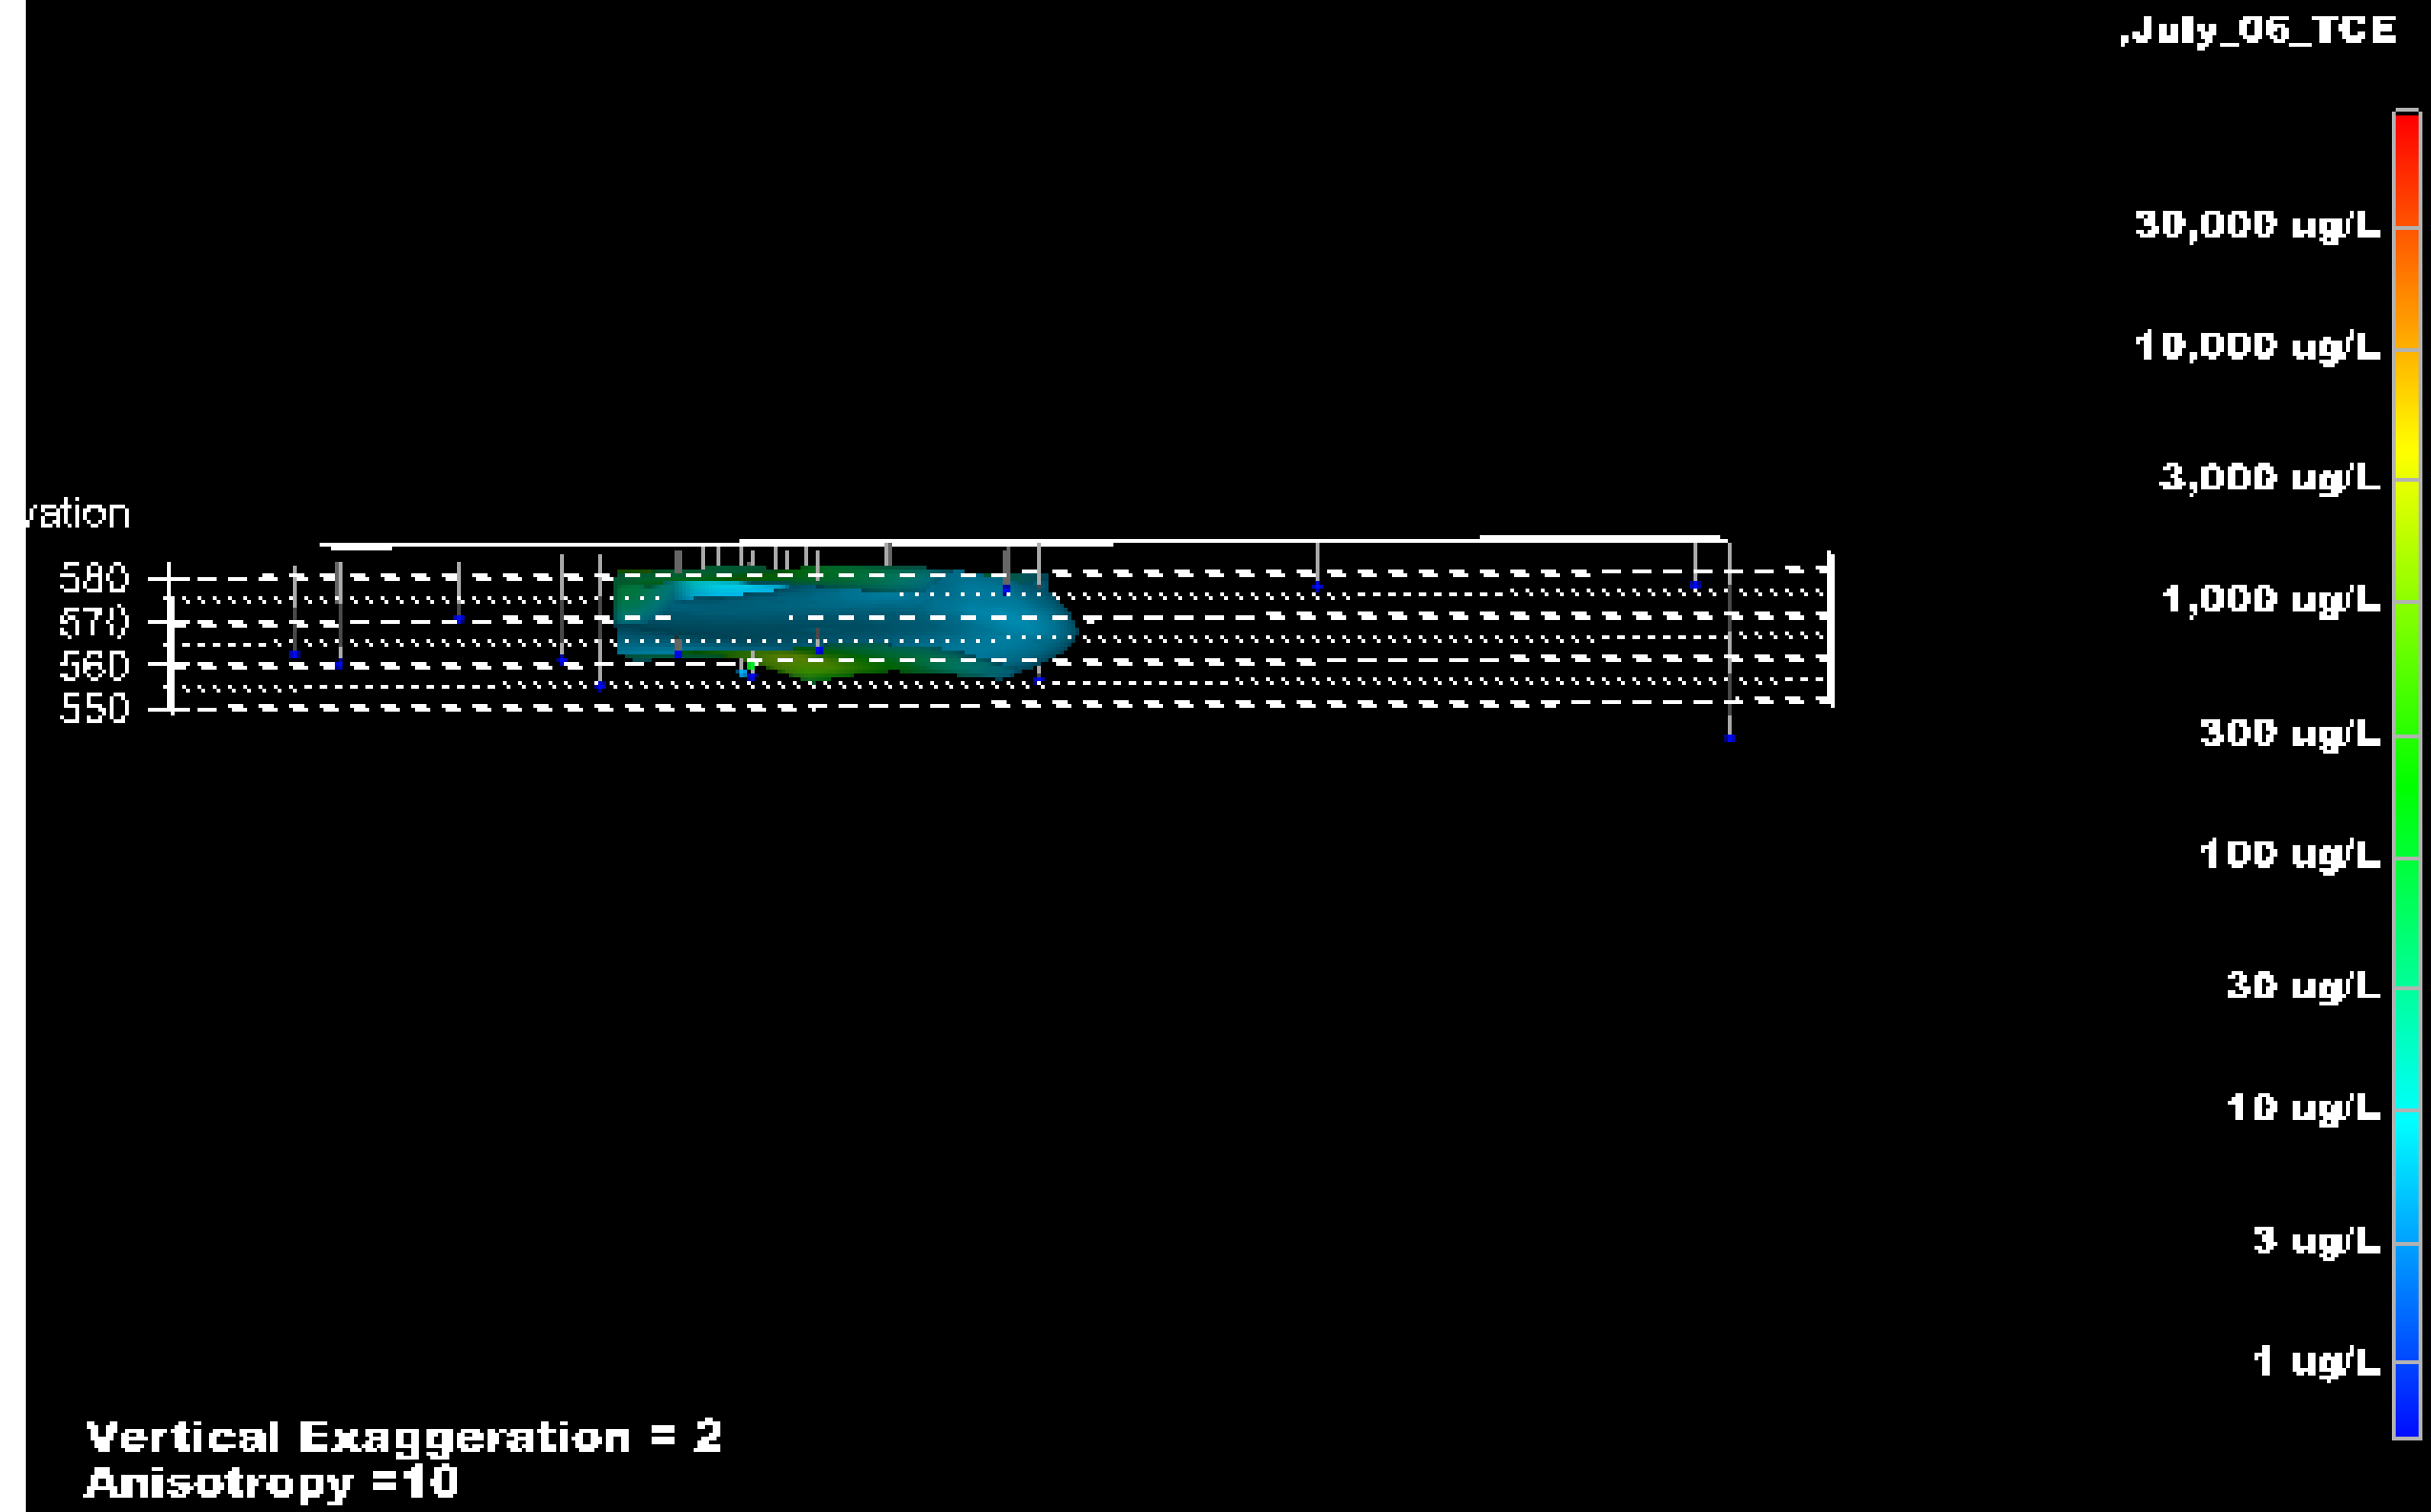 ,July_06_TCE
30,000 ug/L
10,000 ug/L
3,000 ug/L
1,000 ug/L
300 ug/L
100 ug/L
30 ug/L
10 ug/L
3 ug/L
1 ug/L
vation
580
570
560
550
Vertical Exaggeration = 2
Anisotropy =10